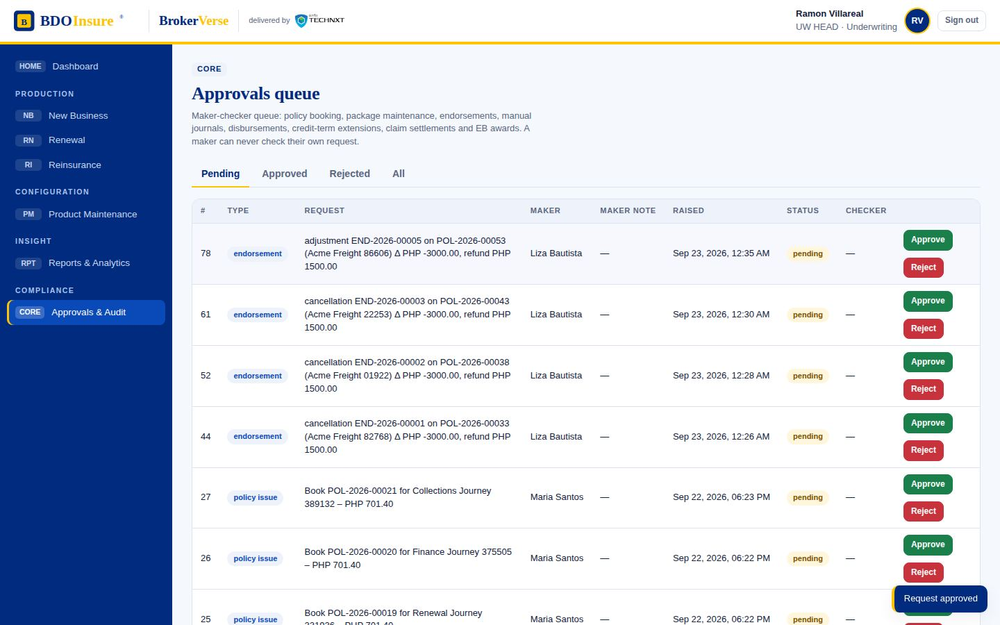 B BDO Insure ®
BrokerVerse
delivered by
TECHNXT
Ramon Villareal
UW HEAD · Underwriting
RV
Sign out
HOME Dashboard
PRODUCTION
NB New Business
RN Renewal
RI Reinsurance
CONFIGURATION
PM Product Maintenance
INSIGHT
RPT Reports & Analytics
COMPLIANCE
CORE Approvals & Audit
CORE
Approvals queue
Maker-checker queue: policy booking, package maintenance, endorsements, manual
journals, disbursements, credit-term extensions, claim settlements and EB awards. A
maker can never check their own request.
Pending Approved Rejected All
# TYPE REQUEST MAKER MAKER NOTE RAISED STATUS CHECKER
78 endorsement
adjustment END-2026-00005 on POL-2026-00053
(Acme Freight 86606) Δ PHP -3000.00, refund PHP
1500.00
Liza Bautista — Sep 23, 2026, 12:35 AM pending —
Approve
Reject
61 endorsement
cancellation END-2026-00003 on POL-2026-00043
(Acme Freight 22253) Δ PHP -3000.00, refund PHP
1500.00
Liza Bautista — Sep 23, 2026, 12:30 AM pending —
Approve
Reject
52 endorsement
cancellation END-2026-00002 on POL-2026-00038
(Acme Freight 01922) Δ PHP -3000.00, refund PHP
1500.00
Liza Bautista — Sep 23, 2026, 12:28 AM pending —
Approve
Reject
44 endorsement
cancellation END-2026-00001 on POL-2026-00033
(Acme Freight 82768) Δ PHP -3000.00, refund PHP
1500.00
Liza Bautista — Sep 23, 2026, 12:26 AM pending —
Approve
Reject
27 policy issue
Book POL-2026-00021 for Collections Journey
389132 – PHP 701.40
Maria Santos — Sep 22, 2026, 06:23 PM pending —
Approve
Reject
26 policy issue
Book POL-2026-00020 for Finance Journey 375505
– PHP 701.40
Maria Santos — Sep 22, 2026, 06:22 PM pending —
Approve
Reject
25 policy issue
Book POL-2026-00019 for Renewal Journey
Maria Santos — Sep 22, 2026, 06:22 PM pending —
Request approved